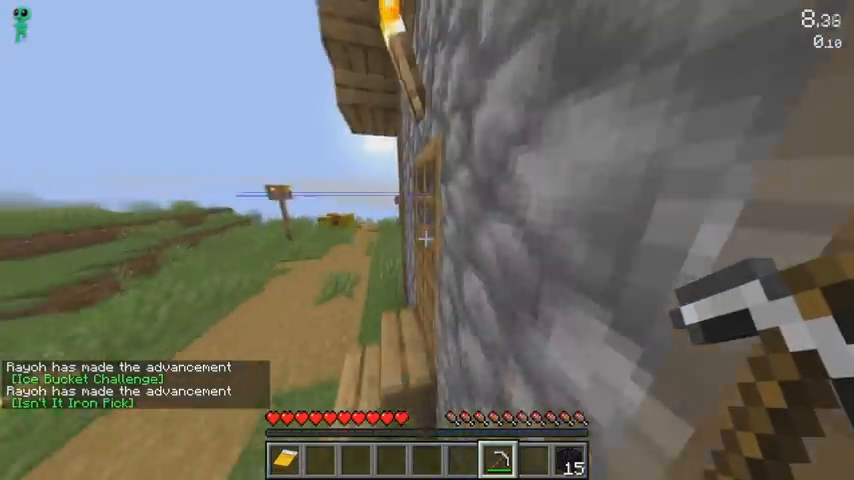 8.38
0.10
Rayoh has made the advancement
[Ice Bucket Challenge]
Rayoh has made the advancement
[Isn't It Iron Pick]
15